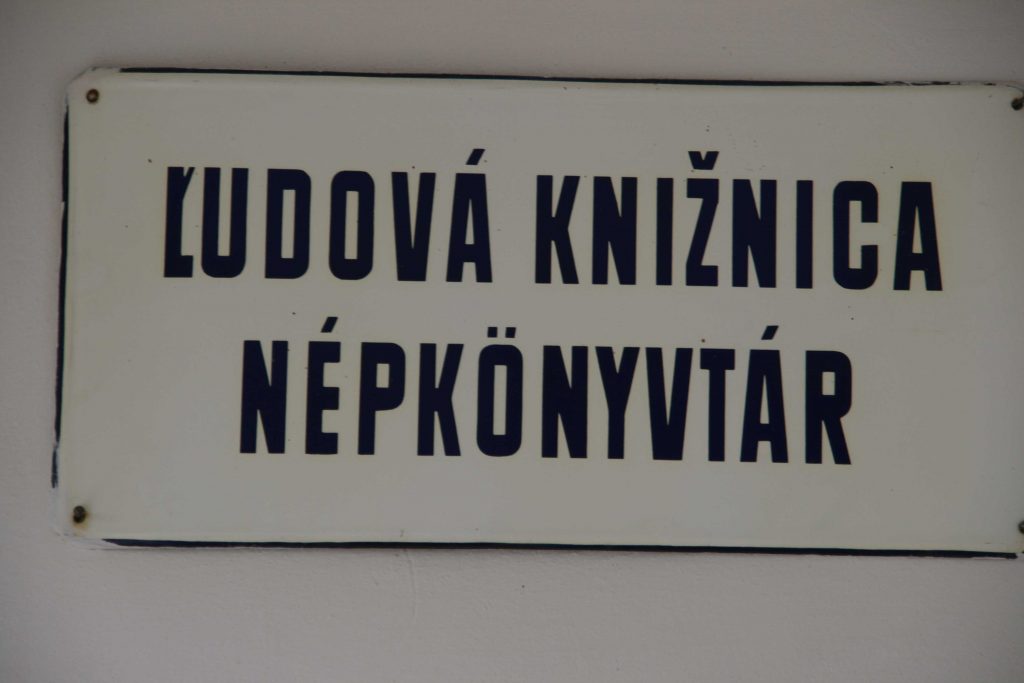 ĽUDOVÁ KNIŽNICA
NÉPKÖNYVTÁR